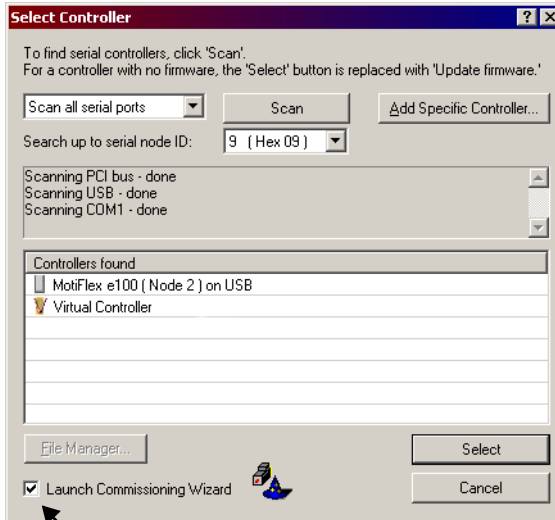 Select Controller
To find serial controllers, click 'Scan'.
For a controller with no firmware, the 'Select' button is replaced with 'Update firmware.'
Scan all serial ports
Scan
Add Specific Controller...
Search up to serial node ID:
9 ( Hex 09 )
Scanning PCI bus - done
Scanning USB - done
Scanning COM1 - done
Controllers found
MotiFlex e100 ( Node 2 ) on USB
Virtual Controller
File Manager...
Select
Launch Commissioning Wizard
Cancel